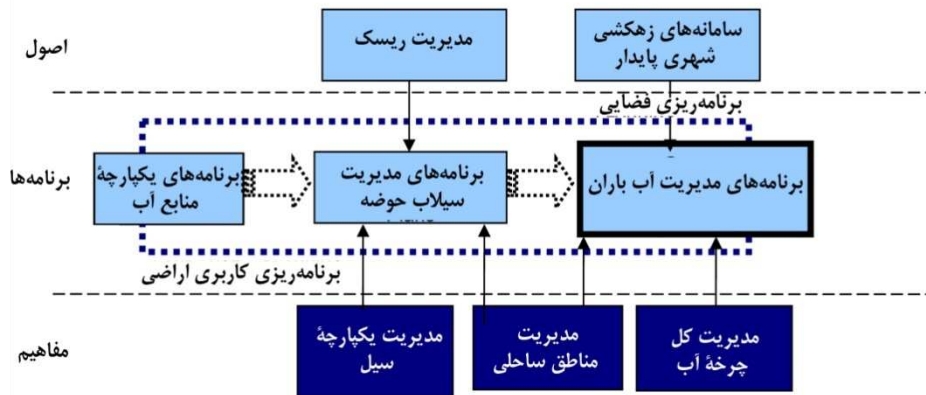 اصول
مدیریت ریسک
سامانه‌های زهکشی
شهری پایدار
برنامه‌ریزی فضایی
برنامه‌ها
برنامه‌های یکپارچهٔ
منابع آب
برنامه‌های مدیریت
سیلاب حوضه
برنامه‌های مدیریت آب باران
برنامه‌ریزی کاربری اراضی
مفاهیم
مدیریت یکپارچهٔ
سیل
مدیریت
مناطق ساحلی
مدیریت کل
چرخهٔ آب